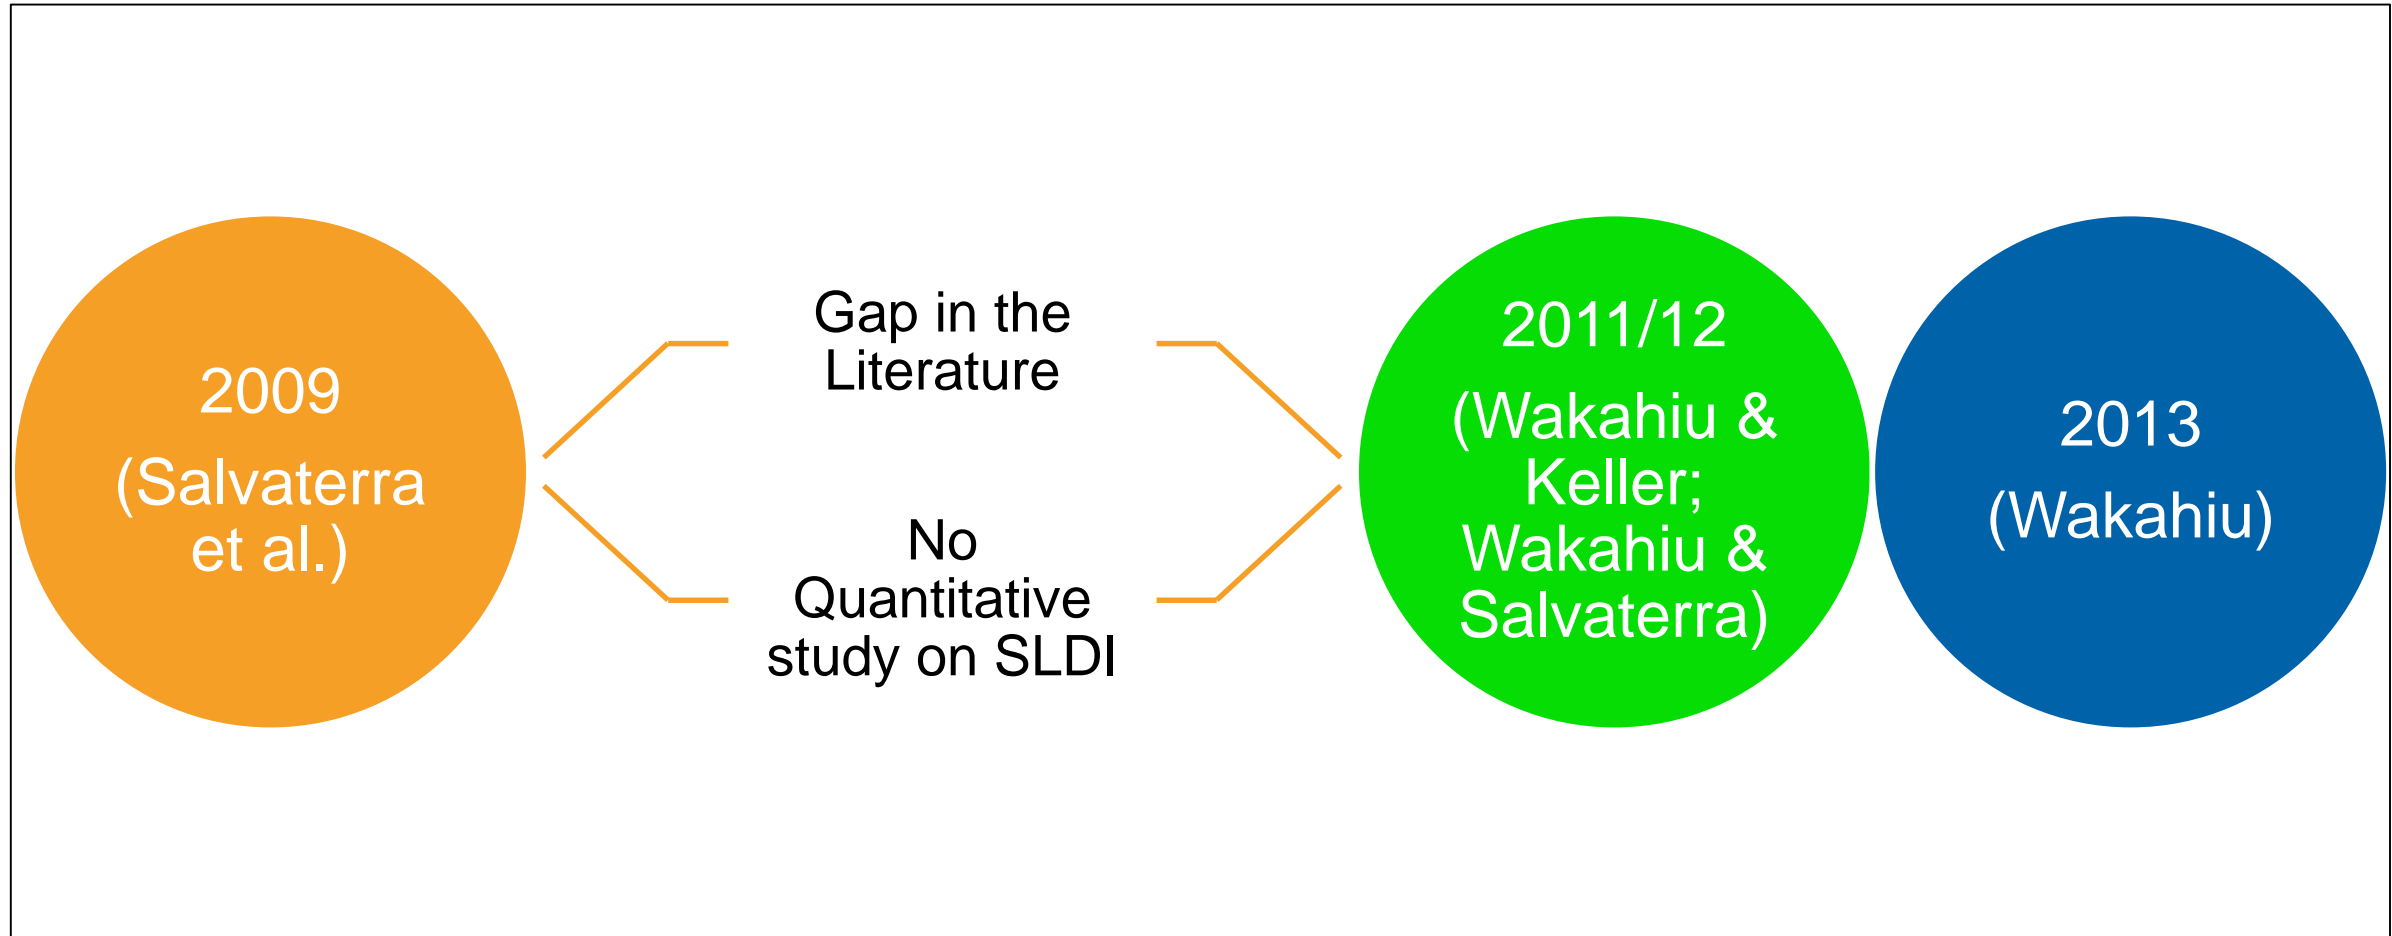 2009
(Salvaterra
et al.)
Gap in the
Literature
No
Quantitative
study on SLDI
2011/12
(Wakahiu &
Keller;
Wakahiu &
Salvaterra)
2013
(Wakahiu)